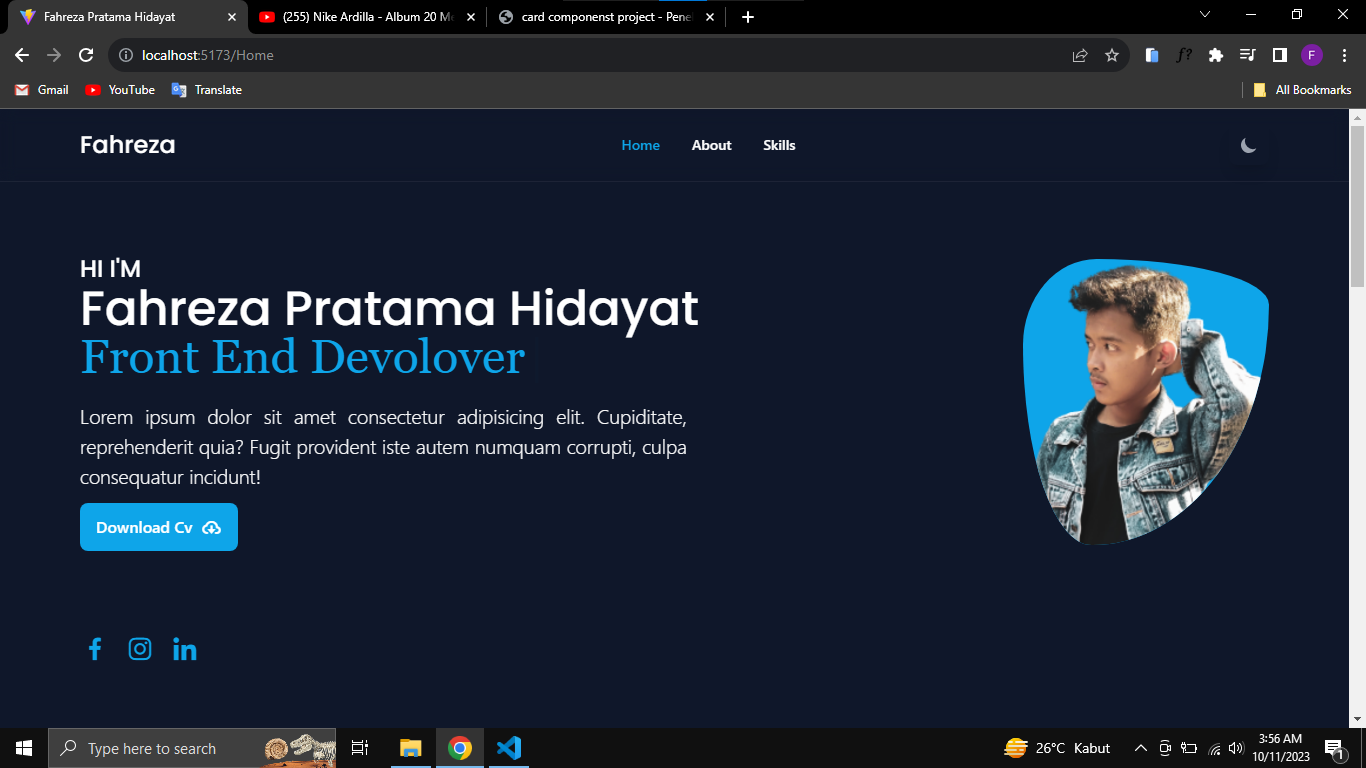 Fahreza Pratama Hidayat
(255) Nike Ardilla - Album 20 Me
card componenst project - Pene
localhost:5173/Home
f?
F
Gmail
YouTube
Translate
All Bookmarks
Fahreza
Home
About
Skills
HI I'M
Fahreza Pratama Hidayat
Front End Devolover
Lorem ipsum dolor sit amet consectetur adipisicing elit. Cupiditate,
reprehenderit quia? Fugit provident iste autem numquam corrupti, culpa
consequatur incidunt!
Download Cv
Type here to search
26°C Kabut
3:56 AM
10/11/2023
1